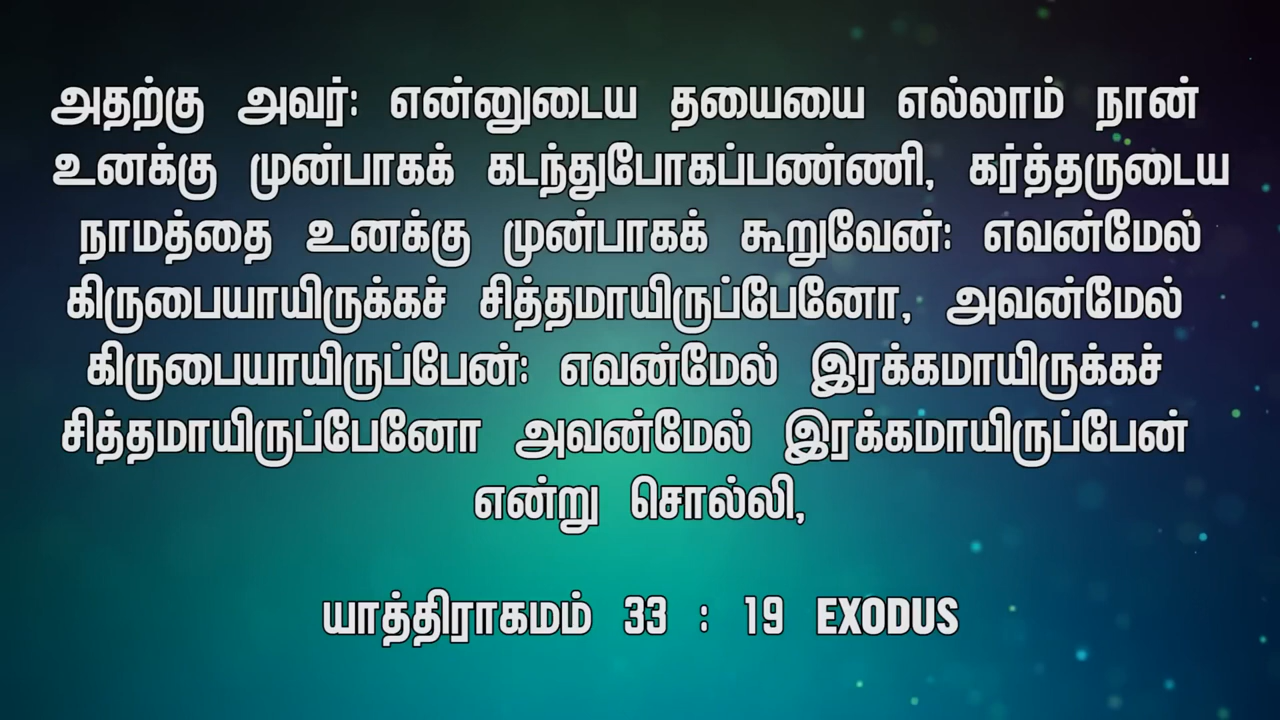 அதற்கு அவர்: என்னுடைய தயையை எல்லாம் நான்
உனக்கு முன்பாகக் கடந்துபோகப்பண்ணி, கர்த்தருடைய
நாமத்தை உனக்கு முன்பாகக் கூறுவேன்: எவன்மேல்
கிருபையாயிருக்கச் சித்தமாயிருப்பேனோ, அவன்மேல்
கிருபையாயிருப்பேன்: எவன்மேல் இரக்கமாயிருக்கச்
சித்தமாயிருப்பேனோ அவன்மேல் இரக்கமாயிருப்பேன்
என்று சொல்லி,
யாத்திராகமம் 33 : 19 EXODUS